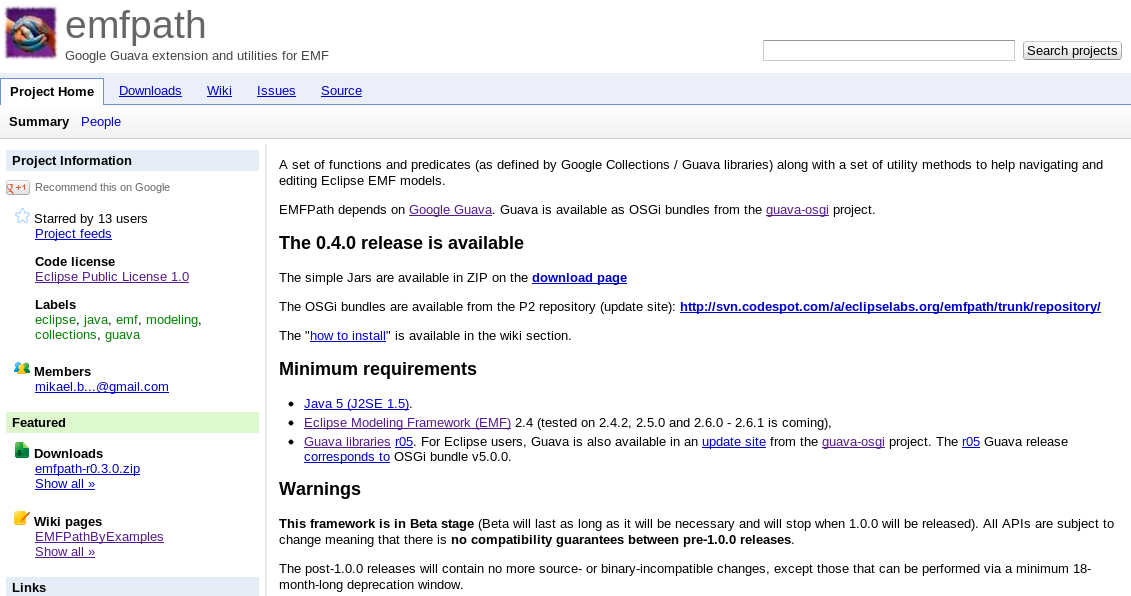 emfpath
Google Guava extension and utilities for EMF
Search projects
Project Home Downloads Wiki Issues Source
Summary People
Project Information
+1 Recommend this on Google
Starred by 13 users
Project feeds
Code license
Eclipse Public License 1.0
Labels
eclipse, java, emf, modeling,
collections, guava
Members
mikael.b...@gmail.com
Featured
Downloads
emfpath-r0.3.0.zip
Show all »
Wiki pages
EMFPathByExamples
Show all »
Links
A set of functions and predicates (as defined by Google Collections / Guava libraries) along with a set of utility methods to help navigating and
editing Eclipse EMF models.
EMFPath depends on Google Guava. Guava is available as OSGi bundles from the guava-osgi project.
The 0.4.0 release is available
The simple Jars are available in ZIP on the download page
The OSGi bundles are available from the P2 repository (update site): http://svn.codespot.com/a/eclipselabs.org/emfpath/trunk/repository/
The "how to install" is available in the wiki section.
Minimum requirements
• Java 5 (J2SE 1.5).
• Eclipse Modeling Framework (EMF) 2.4 (tested on 2.4.2, 2.5.0 and 2.6.0 - 2.6.1 is coming),
• Guava libraries r05. For Eclipse users, Guava is also available in an update site from the guava-osgi project. The r05 Guava release
corresponds to OSGi bundle v5.0.0.
Warnings
This framework is in Beta stage (Beta will last as long as it will be necessary and will stop when 1.0.0 will be released). All APIs are subject to
change meaning that there is no compatibility guarantees between pre-1.0.0 releases.
The post-1.0.0 releases will contain no more source- or binary-incompatible changes, except those that can be performed via a minimum 18-
month-long deprecation window.